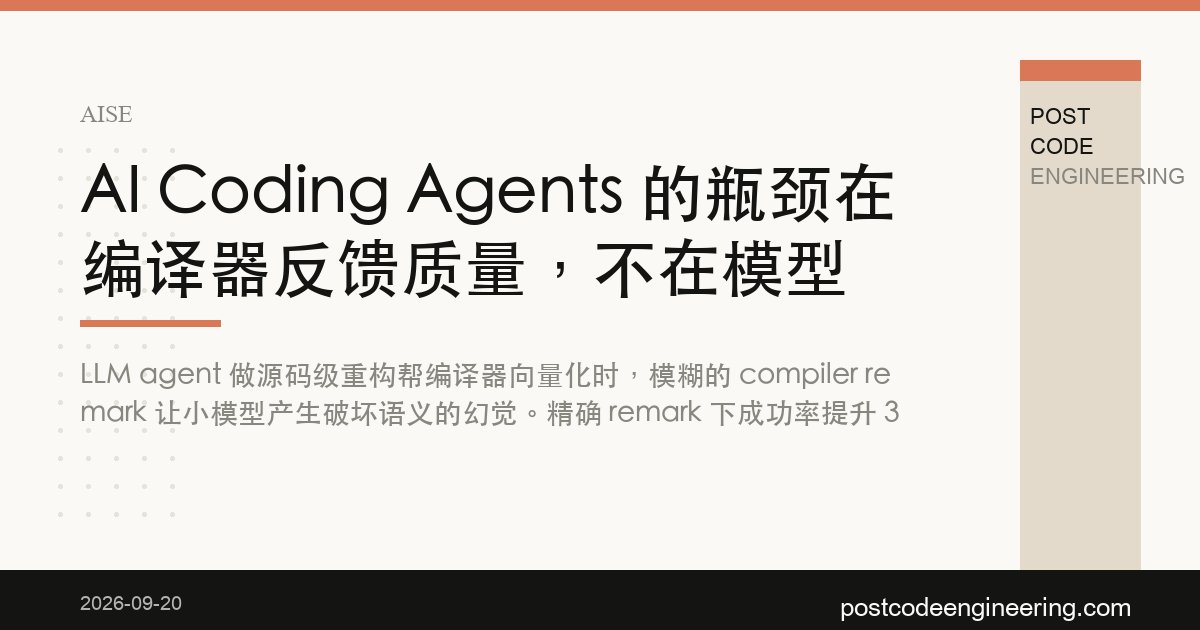 AISE
AI Coding Agents 的瓶颈在
编译器反馈质量，不在模型
LLM agent 做源码级重构帮编译器向量化时，模糊的 compiler re
mark 让小模型产生破坏语义的幻觉。精确 remark 下成功率提升 3
POST
CODE
ENGINEERING
2026-09-20
postcodeengineering.com